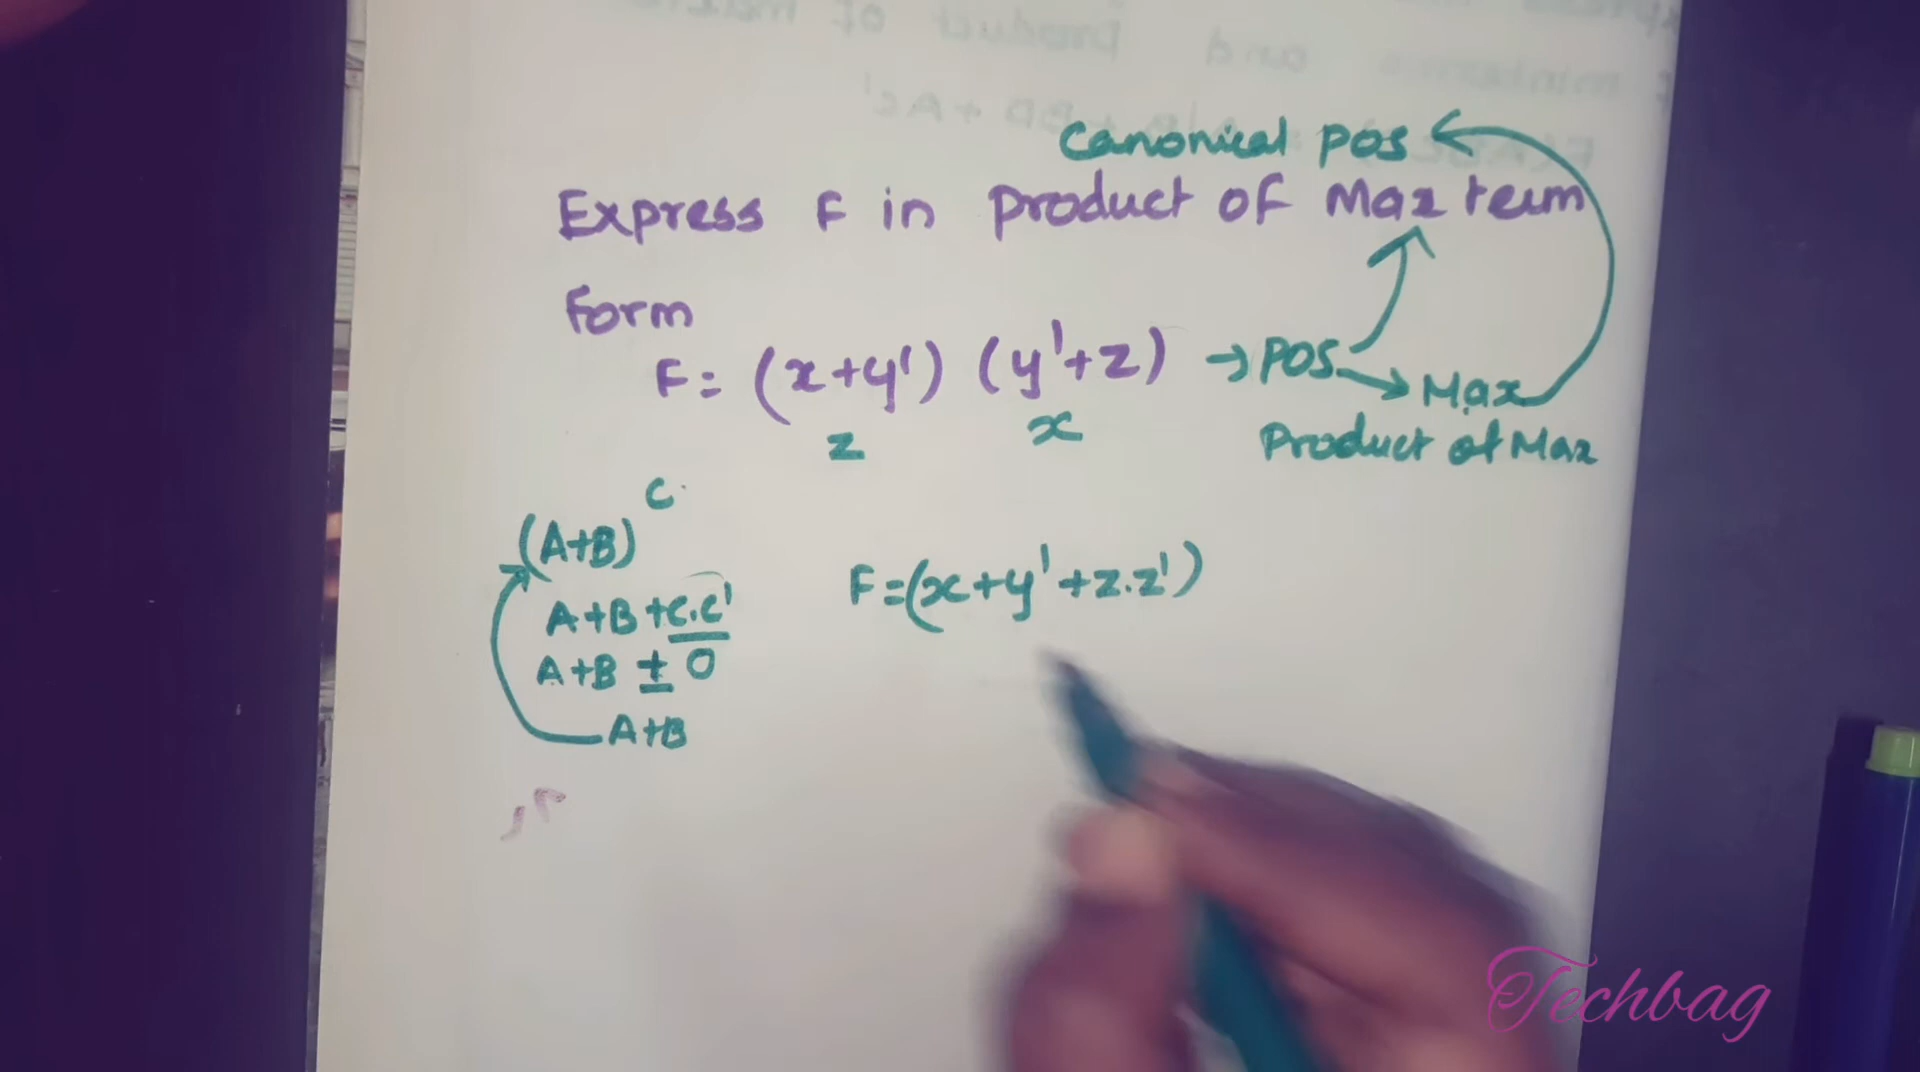 Canonical POS
Express F in product of Max term
Form
F = (x+y') (y'+z) → POS → Max
z x Product of Max
C
(A+B)
A+B+C.C'
A+B + 0
A+B
F=(x+y'+z.z')
Techbag